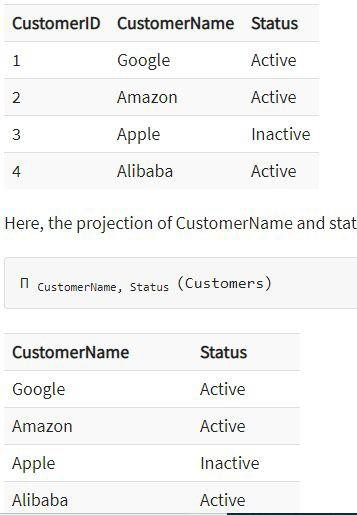 CustomerID CustomerName Status
1 Google Active
2 Amazon Active
3 Apple Inactive
4 Alibaba Active
Here, the projection of CustomerName and stat
Π CustomerName, Status (Customers)
CustomerName Status
Google Active
Amazon Active
Apple Inactive
Alibaba Active